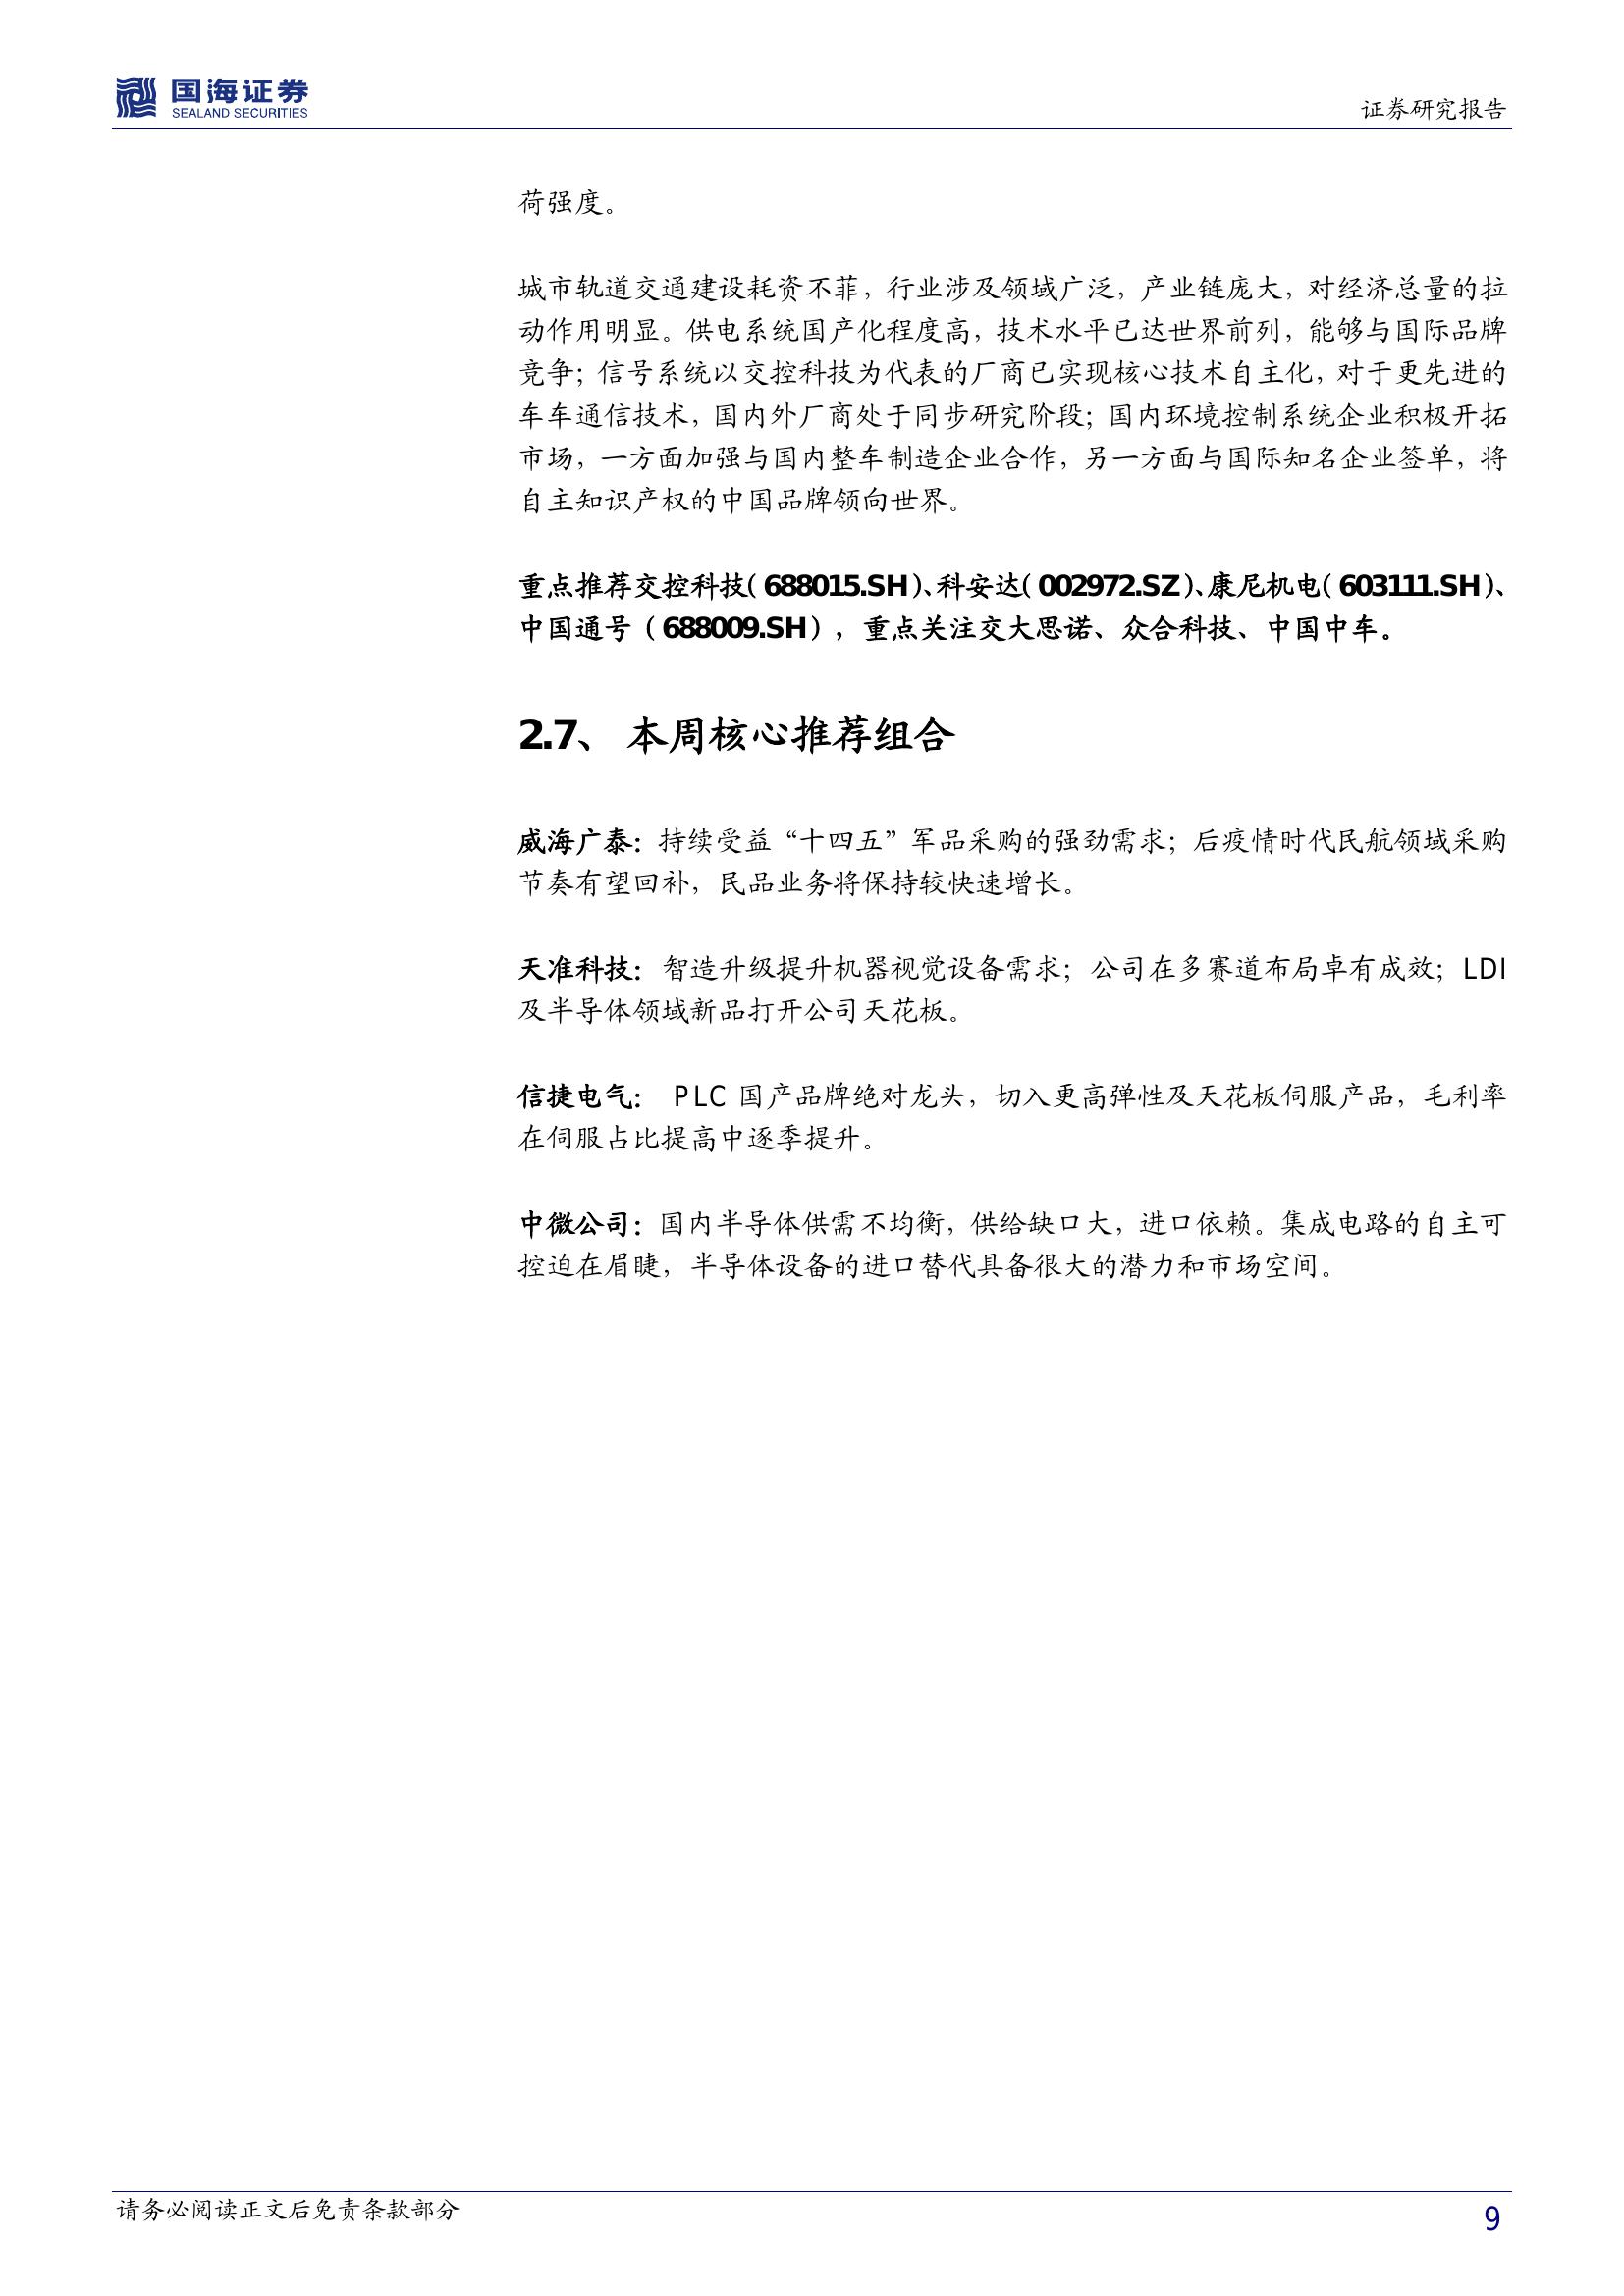 国海证券
SEALAND SECURITIES
证券研究报告
荷强度。
城市轨道交通建设耗资不菲，行业涉及领域广泛，产业链庞大，对经济总量的拉
动作用明显。供电系统国产化程度高，技术水平已达世界前列，能够与国际品牌
竞争；信号系统以交控科技为代表的厂商已实现核心技术自主化，对于更先进的
车车通信技术，国内外厂商处于同步研究阶段；国内环境控制系统企业积极开拓
市场，一方面加强与国内整车制造企业合作，另一方面与国际知名企业签单，将
自主知识产权的中国品牌领向世界。
重点推荐交控科技（688015.SH）、科安达（002972.SZ）、康尼机电（603111.SH）、
中国通号（688009.SH），重点关注交大思诺、众合科技、中国中车。
2.7、 本周核心推荐组合
威海广泰：持续受益“十四五”军品采购的强劲需求；后疫情时代民航领域采购
节奏有望回补，民品业务将保持较快速增长。
天准科技：智造升级提升机器视觉设备需求；公司在多赛道布局卓有成效；LDI
及半导体领域新品打开公司天花板。
信捷电气： PLC 国产品牌绝对龙头，切入更高弹性及天花板伺服产品，毛利率
在伺服占比提高中逐季提升。
中微公司：国内半导体供需不均衡，供给缺口大，进口依赖。集成电路的自主可
控迫在眉睫，半导体设备的进口替代具备很大的潜力和市场空间。
请务必阅读正文后免责条款部分
9